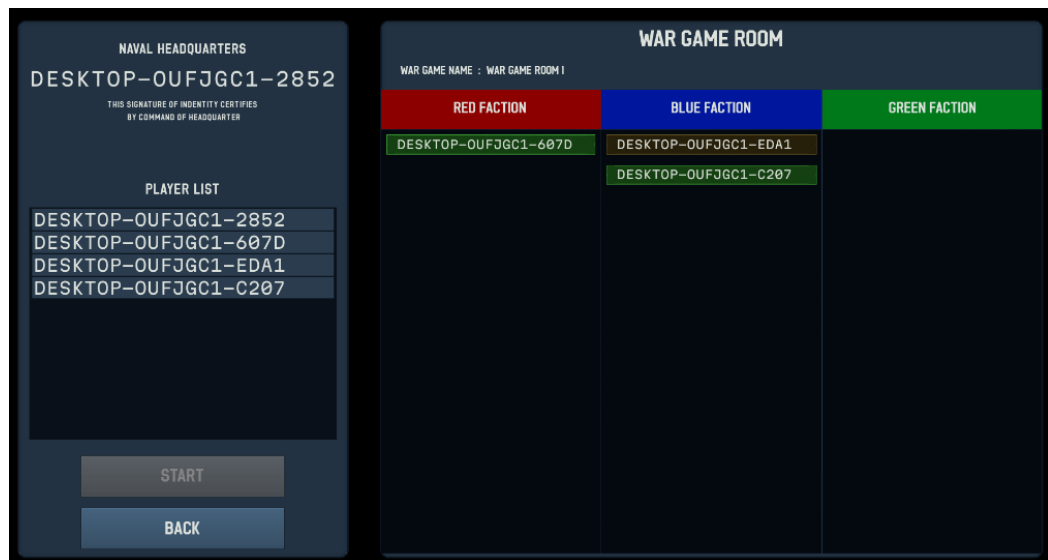 NAVAL HEADQUARTERS
DESKTOP-OUFJGC1-2852
THIS SIGNATURE OF INDENTITY CERTIFIES
BY COMMAND OF HEADQUARTER
PLAYER LIST
DESKTOP-OUFJGC1-2852
DESKTOP-OUFJGC1-607D
DESKTOP-OUFJGC1-EDA1
DESKTOP-OUFJGC1-C207
START
BACK
WAR GAME ROOM
WAR GAME NAME : WAR GAME ROOM 1
RED FACTION
BLUE FACTION
GREEN FACTION
DESKTOP-OUFJGC1-607D
DESKTOP-OUFJGC1-EDA1
DESKTOP-OUFJGC1-C207